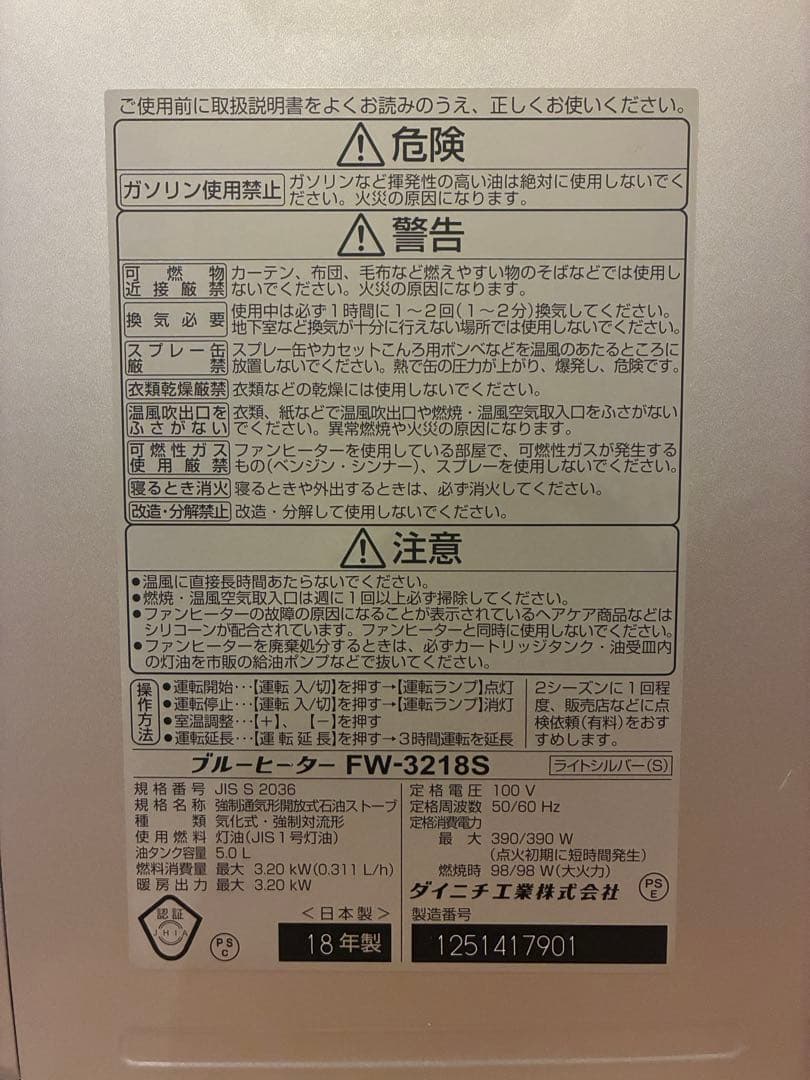 ご使用前に取扱説明書をよくお読みのうえ、正しくお使いください。
危険
ガソリン使用禁止 ガソリンなど揮発性の高い油は絶対に使用しないでく
ださい。火災の原因になります。
警告
可燃物 カーテン、布団、毛布など燃えやすい物のそばなどでは使用し
近接厳禁 ないでください。火災の原因になります。
換気必要 使用中は必ず1時間に1〜2回(1〜2分)換気してください。
地下室など換気が十分に行えない場所では使用しないでください。
スプレー缶 スプレー缶やカセットこんろ用ボンベなどを温風のあたるところに
厳禁 放置しないでください。熱で缶の圧力が上がり、爆発し、危険です。
衣類乾燥厳禁 衣類などの乾燥には使用しないでください。
温風吹出口を 衣類、紙などで温風吹出口や燃焼・温風空気取入口をふさがない
ふさがない でください。異常燃焼や火災の原因になります。
可燃性ガス ファンヒーターを使用している部屋で、可燃性ガスが発生する
使用厳禁 もの(ベンジン・シンナー)、スプレーを使用しないでください。
寝るとき消火 寝るときや外出するときは、必ず消火してください。
改造・分解禁止 改造・分解して使用しないでください。
注意
●温風に直接長時間あたらないでください。
●燃焼・温風空気取入口は週に1回以上必ず掃除してください。
●ファンヒーターの故障の原因になることが表示されているヘアケア商品などは
シリコーンが配合されています。ファンヒーターと同時に使用しないでください。
●ファンヒーターを廃棄処分するときは、必ずカートリッジタンク・油受皿内
の灯油を市販の給油ポンプなどで抜いてください。
操作方法
●運転開始…【運転 入/切】を押す→【運転ランプ】点灯
●運転停止…【運転 入/切】を押す→【運転ランプ】消灯
●室温調整…【+】、【−】を押す
●運転延長…【運転延長】を押す→3時間運転を延長
2シーズンに1回程
度、販売店などに点
検依頼(有料)をおす
すめします。
ブルーヒーター FW-3218S ライトシルバー(S)
規格番号 JIS S 2036
規格名称 強制通気形開放式石油ストーブ
種類 気化式・強制対流形
使用燃料 灯油(JIS1号灯油)
油タンク容量 5.0L
燃料消費量 最大 3.20 kW(0.311 L/h)
暖房出力 最大 3.20 kW
定格電圧 100 V
定格周波数 50/60 Hz
定格消費電力
最大 390/390 W
(点火初期に短時間発生)
燃焼時 98/98 W(大火力)
ダイニチ工業株式会社
PS
E
認証
JHIA
PS
C
<日本製>
18年製
製造番号
1251417901